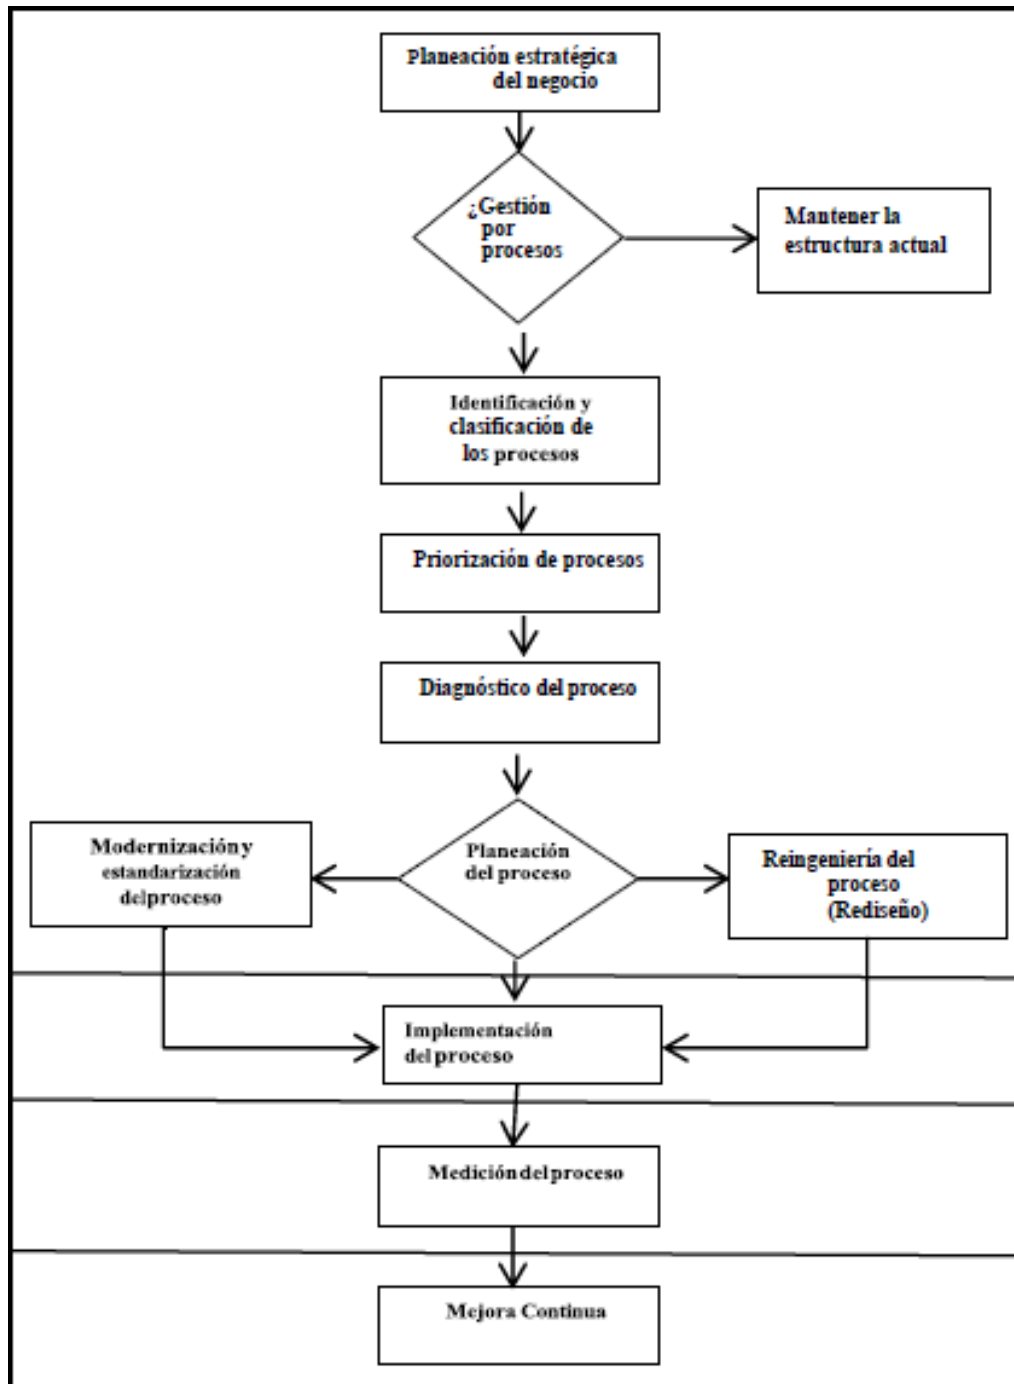 Planeación estratégica
del negocio
¿Gestión
por
procesos
Mantener la
estructura actual
Identificación y
clasificación de
los procesos
Priorización de procesos
Diagnóstico del proceso
Planeación
del proceso
Modernización y
estandarización
delproceso
Reingeniería del
proceso
(Rediseño)
Implementación
del proceso
Medición del proceso
Mejora Continua